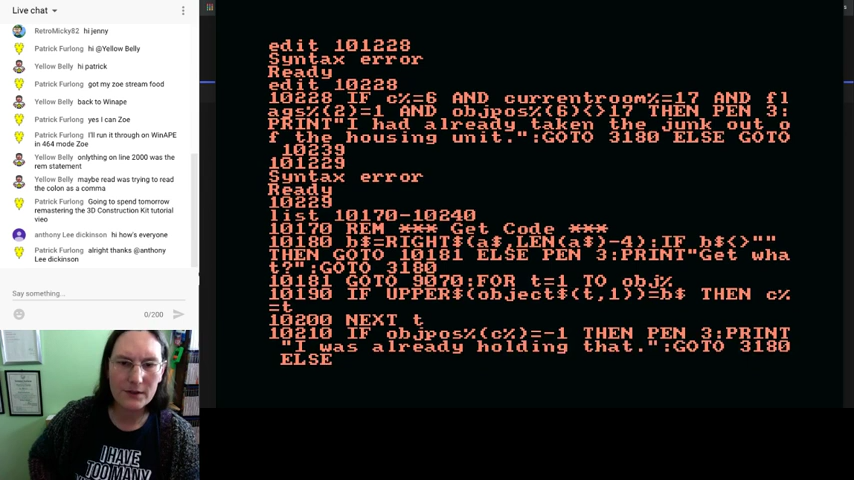 Live chat
RetroMicky82 hi jenny
Patrick Furlong hi @Yellow Belly
Yellow Belly hi patrick
Patrick Furlong got my zoe stream food
Yellow Belly back to Winape
Patrick Furlong yes I can Zoe
Patrick Furlong I'll run it through on WinAPE
in 464 mode Zoe
Yellow Belly onlything on line 2000 was the
rem statement
Yellow Belly maybe read was trying to read
the colon as a comma
Patrick Furlong Going to spend tomorrow
remastering the 3D Construction Kit tutorial
vieo
anthony Lee dickinson hi how's everyone
Patrick Furlong alright thanks @anthony
Lee dickinson
Say something...
0/200
I HAVE
TOO MANY
edit 101228
Syntax error
Ready
edit 10228
10228 IF c%=6 AND currentroom%=17 AND fl
ags%(2)=1 AND objpos%(6)<>17 THEN PEN 3:
PRINT"I had already taken the junk out o
f the housing unit.":GOTO 3180 ELSE GOTO
10239
101229
Syntax error
Ready
10229
list 10170-10240
10170 REM *** Get Code ***
10180 b$=RIGHT$(a$,LEN(a$)-4):IF b$<>""
THEN GOTO 10181 ELSE PEN 3:PRINT"Get wha
t?":GOTO 3180
10181 GOTO 9070:FOR t=1 TO obj%
10190 IF UPPER$(object$(t,1))=b$ THEN c%
=t
10200 NEXT t
10210 IF objpos%(c%)=-1 THEN PEN 3:PRINT
"I was already holding that.":GOTO 3180
ELSE